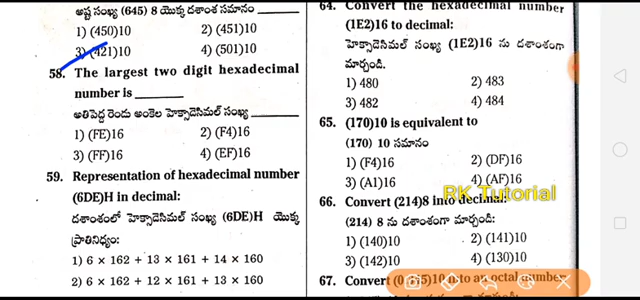 అష్ట సంఖ్య (645) 8 యొక్క దశాంశ సమానం
1) (450)10 2) (451)10
3) (421)10 4) (501)10
58. The largest two digit hexadecimal
number is ______
అతిపెద్ద రెండు అంకెల హెక్సాడెసిమల్ సంఖ్య ______
1) (FE)16 2) (F4)16
3) (FF)16 4) (EF)16
59. Representation of hexadecimal number
(6DE)H in decimal:
దశాంశంలో హెక్సాడెసిమల్ సంఖ్య (6DE)H యొక్క
ప్రాతినిధ్యం:
1) 6 × 162 + 13 × 161 + 14 × 160
2) 6 × 162 + 12 × 161 + 13 × 160
64. Convert the hexadecimal number
(1E2)16 to decimal:
హెక్సాడెసిమల్ సంఖ్య (1E2)16 ను దశాంశంగా
మార్చండి.
1) 480 2) 483
3) 482 4) 484
65. (170)10 is equivalent to
(170) 10 సమానం
1) (F4)16 2) (DF)16
3) (A1)16 4) (AF)16
RK Tutorial
66. Convert (214)8 into decimal:
(214) 8 ను దశాంశంగా మార్చండి:
1) (140)10 2) (141)10
3) (142)10 4) (130)10
67. Convert into an octal number